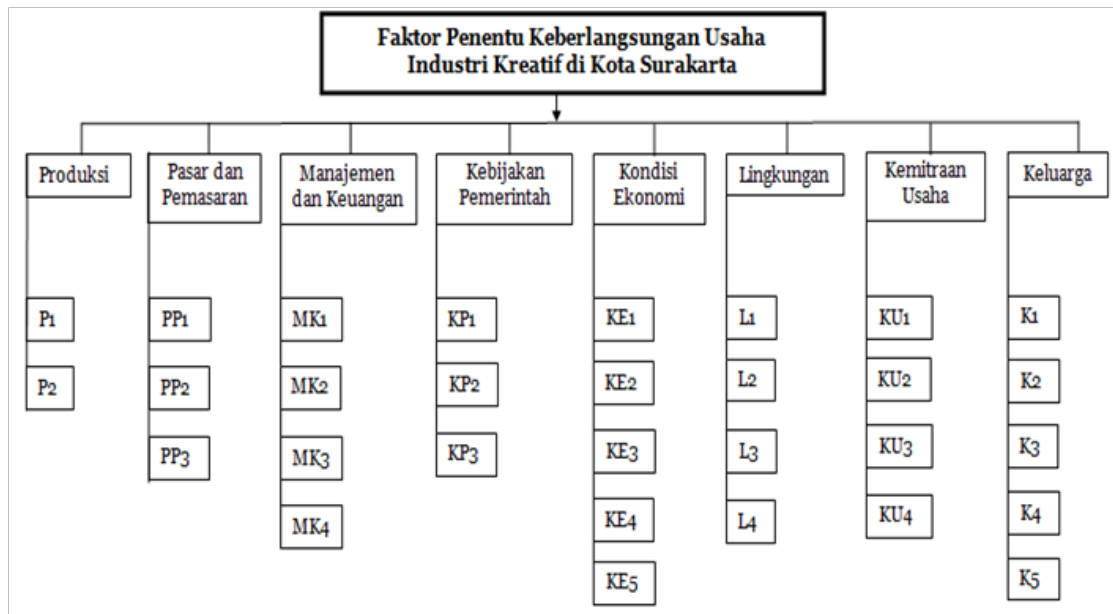 Faktor Penentu Keberlangsungan Usaha
Industri Kreatif di Kota Surakarta
Produksi
Pasar dan
Pemasaran
Manajemen
dan Keuangan
Kebijakan
Pemerintah
Kondisi
Ekonomi
Lingkungan
Kemitraan
Usaha
Keluarga
P1
PP1
MK1
KP1
KE1
L1
KU1
K1
P2
PP2
MK2
KP2
KE2
L2
KU2
K2
PP3
MK3
KP3
KE3
L3
KU3
K3
MK4
KE4
L4
KU4
K4
KE5
K5